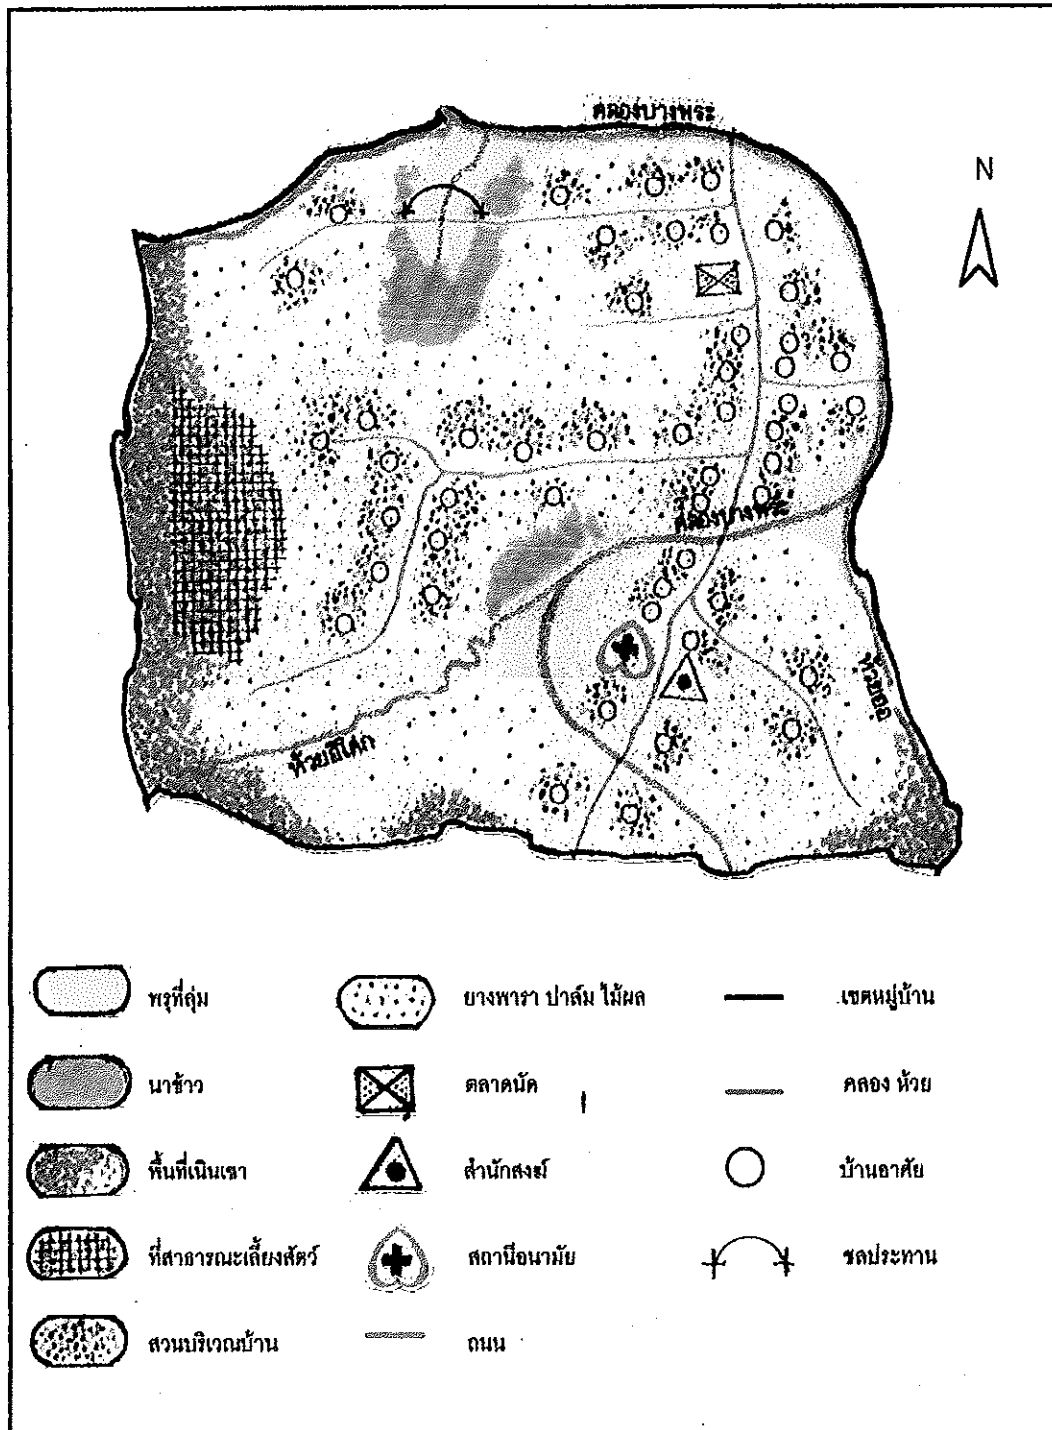 คลองบางพระ
N
คลองบางพระ
ห้วยอีโคก
พรุที่ลุ่ม
ยางพารา ปาล์ม ไม้ผล
เขตหมู่บ้าน
นาข้าว
ตลาดนัด
คลอง ห้วย
พื้นที่เนินเขา
สำนักสงฆ์
บ้านอาศัย
ที่สาธารณะเลี้ยงสัตว์
สถานีอนามัย
ชลประทาน
สวนบริเวณบ้าน
ถนน